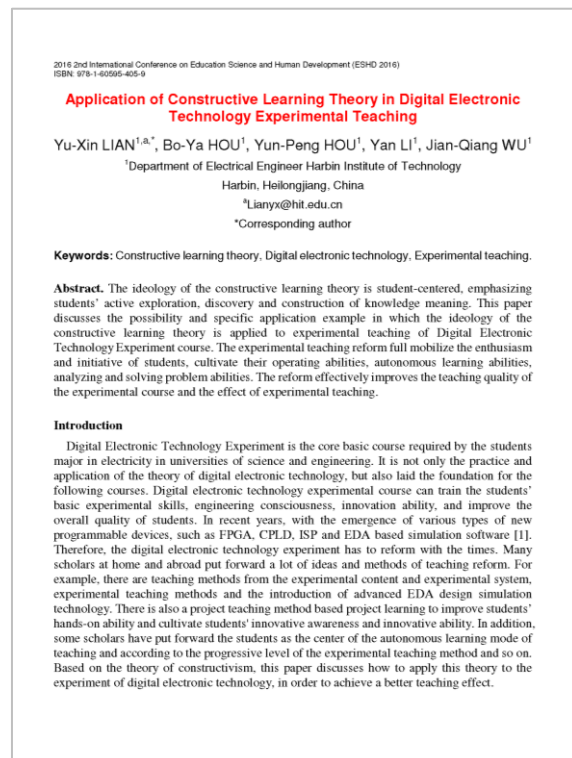 2016 2nd International Conference on Education Science and Human Development (ESHD 2016)
ISBN: 978-1-60595-405-9
Application of Constructive Learning Theory in Digital Electronic
Technology Experimental Teaching
Yu-Xin LIAN1,a,*, Bo-Ya HOU1, Yun-Peng HOU1, Yan LI1, Jian-Qiang WU1
1Department of Electrical Engineer Harbin Institute of Technology
Harbin, Heilongjiang, China
aLianyx@hit.edu.cn
*Corresponding author
Keywords: Constructive learning theory, Digital electronic technology, Experimental teaching.
Abstract. The ideology of the constructive learning theory is student-centered, emphasizing
students' active exploration, discovery and construction of knowledge meaning. This paper
discusses the possibility and specific application example in which the ideology of the
constructive learning theory is applied to experimental teaching of Digital Electronic
Technology Experiment course. The experimental teaching reform full mobilize the enthusiasm
and initiative of students, cultivate their operating abilities, autonomous learning abilities,
analyzing and solving problem abilities. The reform effectively improves the teaching quality of
the experimental course and the effect of experimental teaching.
Introduction
Digital Electronic Technology Experiment is the core basic course required by the students
major in electricity in universities of science and engineering. It is not only the practice and
application of the theory of digital electronic technology, but also laid the foundation for the
following courses. Digital electronic technology experimental course can train the students'
basic experimental skills, engineering consciousness, innovation ability, and improve the
overall quality of students. In recent years, with the emergence of various types of new
programmable devices, such as FPGA, CPLD, ISP and EDA based simulation software [1].
Therefore, the digital electronic technology experiment has to reform with the times. Many
scholars at home and abroad put forward a lot of ideas and methods of teaching reform. For
example, there are teaching methods from the experimental content and experimental system,
experimental teaching methods and the introduction of advanced EDA design simulation
technology. There is also a project teaching method based project learning to improve students'
hands-on ability and cultivate students' innovative awareness and innovative ability. In addition,
some scholars have put forward the students as the center of the autonomous learning mode of
teaching and according to the progressive level of the experimental teaching method and so on.
Based on the theory of constructivism, this paper discusses how to apply this theory to the
experiment of digital electronic technology, in order to achieve a better teaching effect.